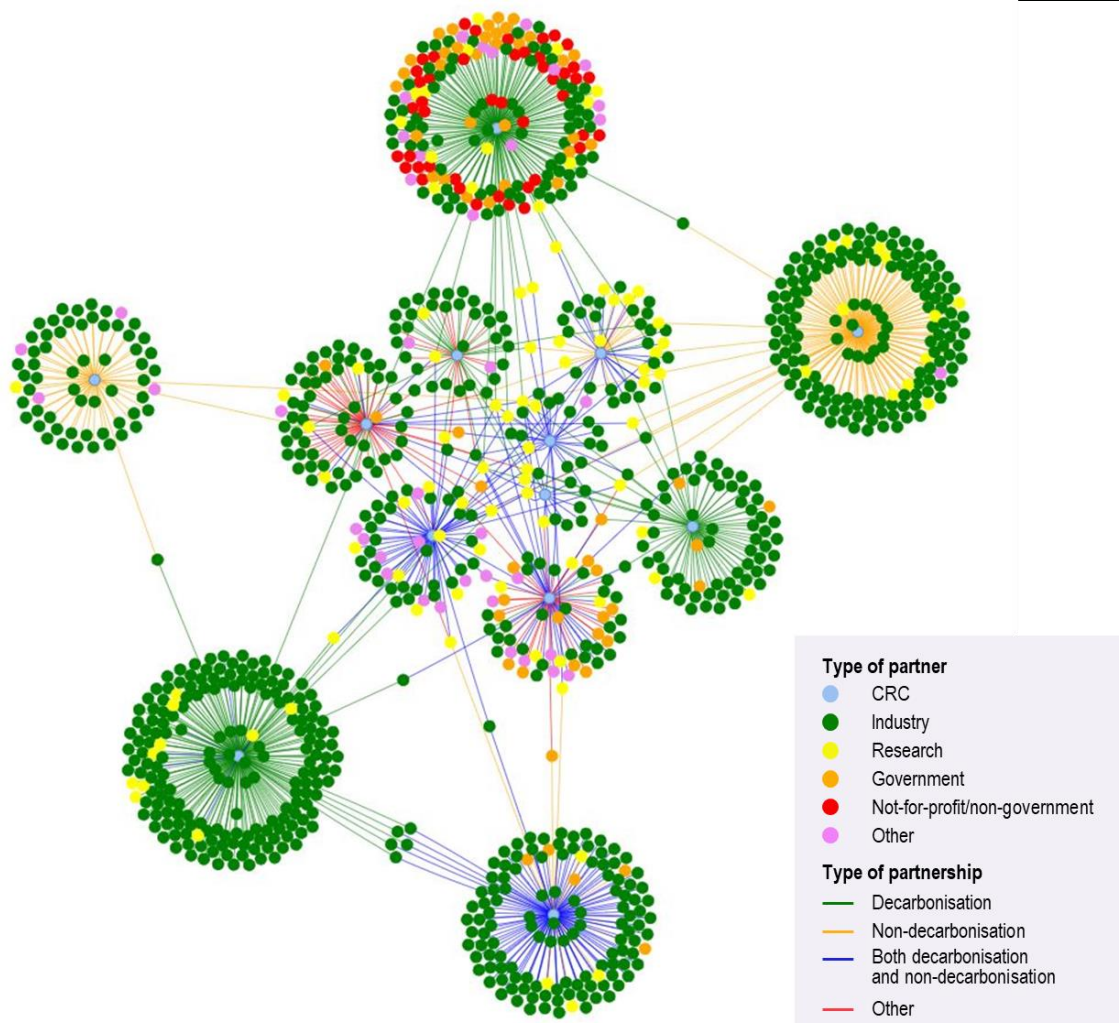 Type of partner
CRC
Industry
Research
Government
Not-for-profit/non-government
Other
Type of partnership
Decarbonisation
Non-decarbonisation
Both decarbonisation
and non-decarbonisation
Other